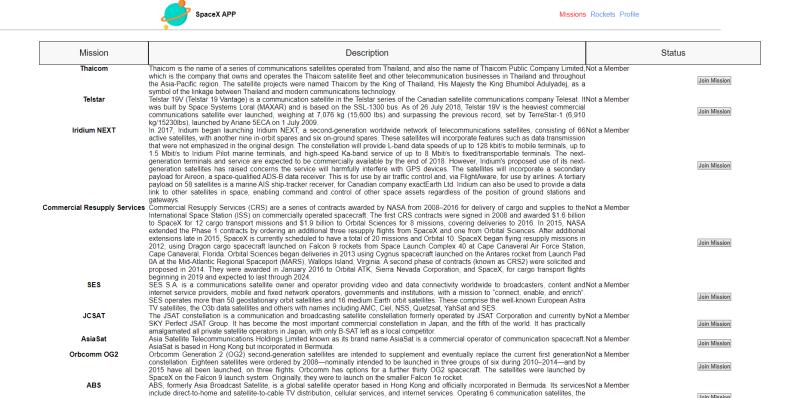 SpaceX APP
Missions Rockets Profile
Mission Description Status
Thaicom Thaicom is the name of a series of communications satellites operated from Thailand, and also the name of Thaicom Public Company Limited, Not a Member
which is the company that owns and operates the Thaicom satellite fleet and other telecommunication businesses in Thailand and throughout
the Asia-Pacific region. The satellite projects were named Thaicom by the King of Thailand, His Majesty the King Bhumibol Adulyadej, as a
symbol of the linkage between Thailand and modern communications technology.
Join Mission
Telstar Telstar 19V (Telstar 19 Vantage) is a communication satellite in the Telstar series of the Canadian satellite communications company Telesat. It Not a Member
was built by Space Systems Loral (MAXAR) and is based on the SSL-1300 bus. As of 26 July 2018, Telstar 19V is the heaviest commercial
communications satellite ever launched, weighing at 7,076 kg (15,600 lbs) and surpassing the previous record, set by TerreStar-1 (6,910
kg/15230lbs), launched by Ariane 5ECA on 1 July 2009.
Join Mission
Iridium NEXT In 2017, Iridium began launching Iridium NEXT, a second-generation worldwide network of telecommunications satellites, consisting of 66 Not a Member
active satellites, with another nine in-orbit spares and six on-ground spares. These satellites will incorporate features such as data transmission
that were not emphasized in the original design. The constellation will provide L-band data speeds of up to 128 kbit/s to mobile terminals, up to
1.5 Mbit/s to Iridium Pilot marine terminals, and high-speed Ka-band service of up to 8 Mbit/s to fixed/transportable terminals. The next-
generation terminals and service are expected to be commercially available by the end of 2018. However, Iridium's proposed use of its next-
generation satellites has raised concerns the service will harmfully interfere with GPS devices. The satellites will incorporate a secondary
payload for Aireon, a space-qualified ADS-B data receiver. This is for use by air traffic control and, via FlightAware, for use by airlines. A tertiary
payload on 58 satellites is a marine AIS ship-tracker receiver, for Canadian company exactEarth Ltd. Iridium can also be used to provide a data
link to other satellites in space, enabling command and control of other space assets regardless of the position of ground stations and
gateways.
Join Mission
Commercial Resupply Services Commercial Resupply Services (CRS) are a series of contracts awarded by NASA from 2008–2016 for delivery of cargo and supplies to the Not a Member
International Space Station (ISS) on commercially operated spacecraft. The first CRS contracts were signed in 2008 and awarded $1.6 billion
to SpaceX for 12 cargo transport missions and $1.9 billion to Orbital Sciences for 8 missions, covering deliveries to 2016. In 2015, NASA
extended the Phase 1 contracts by ordering an additional three resupply flights from SpaceX and one from Orbital Sciences. After additional
extensions late in 2015, SpaceX is currently scheduled to have a total of 20 missions and Orbital 10. SpaceX began flying resupply missions in
2012, using Dragon cargo spacecraft launched on Falcon 9 rockets from Space Launch Complex 40 at Cape Canaveral Air Force Station,
Cape Canaveral, Florida. Orbital Sciences began deliveries in 2013 using Cygnus spacecraft launched on the Antares rocket from Launch Pad
0A at the Mid-Atlantic Regional Spaceport (MARS), Wallops Island, Virginia. A second phase of contracts (known as CRS2) were solicited and
proposed in 2014. They were awarded in January 2016 to Orbital ATK, Sierra Nevada Corporation, and SpaceX, for cargo transport flights
beginning in 2019 and expected to last through 2024.
Join Mission
SES SES S.A. is a communications satellite owner and operator providing video and data connectivity worldwide to broadcasters, content and Not a Member
internet service providers, mobile and fixed network operators, governments and institutions, with a mission to "connect, enable, and enrich".
SES operates more than 50 geostationary orbit satellites and 16 medium Earth orbit satellites. These comprise the well-known European Astra
TV satellites, the O3b data satellites and others with names including AMC, Ciel, NSS, Quetzsat, YahSat and SES.
Join Mission
JCSAT The JSAT constellation is a communication and broadcasting satellite constellation formerly operated by JSAT Corporation and currently by Not a Member
SKY Perfect JSAT Group. It has become the most important commercial constellation in Japan, and the fifth of the world. It has practically
amalgamated all private satellite operators in Japan, with only B-SAT left as a local competitor.
Join Mission
AsiaSat Asia Satellite Telecommunications Holdings Limited known as its brand name AsiaSat is a commercial operator of communication spacecraft. Not a Member
AsiaSat is based in Hong Kong but incorporated in Bermuda.
Join Mission
Orbcomm OG2 Orbcomm Generation 2 (OG2) second-generation satellites are intended to supplement and eventually replace the current first generation Not a Member
constellation. Eighteen satellites were ordered by 2008—nominally intended to be launched in three groups of six during 2010–2014—and by
2015 have all been launched, on three flights. Orbcomm has options for a further thirty OG2 spacecraft. The satellites were launched by
SpaceX on the Falcon 9 launch system. Originally, they were to launch on the smaller Falcon 1e rocket.
Join Mission
ABS ABS, formerly Asia Broadcast Satellite, is a global satellite operator based in Hong Kong and officially incorporated in Bermuda. Its services Not a Member
include direct-to-home and satellite-to-cable TV distribution, cellular services, and internet services. Operating 6 communication satellites, the
Join Mission